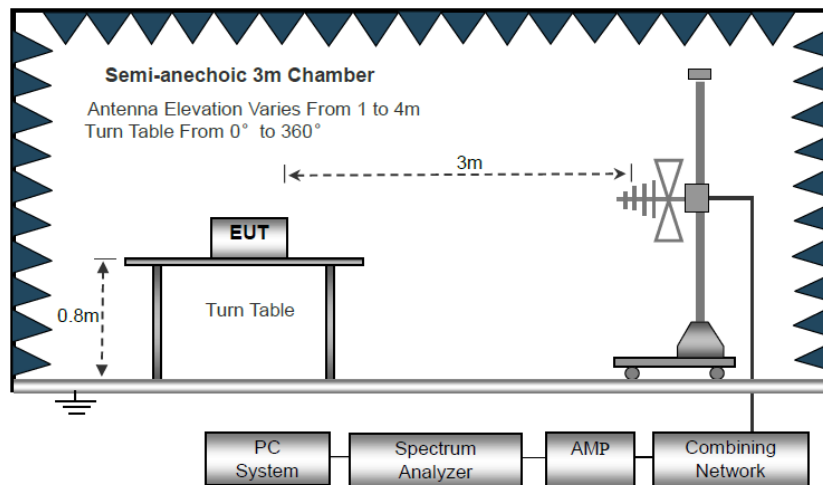 Semi-anechoic 3m Chamber
Antenna Elevation Varies From 1 to 4m
Turn Table From 0° to 360°
3m
EUT
0.8m
Turn Table
PC
System
Spectrum
Analyzer
AMP
Combining
Network